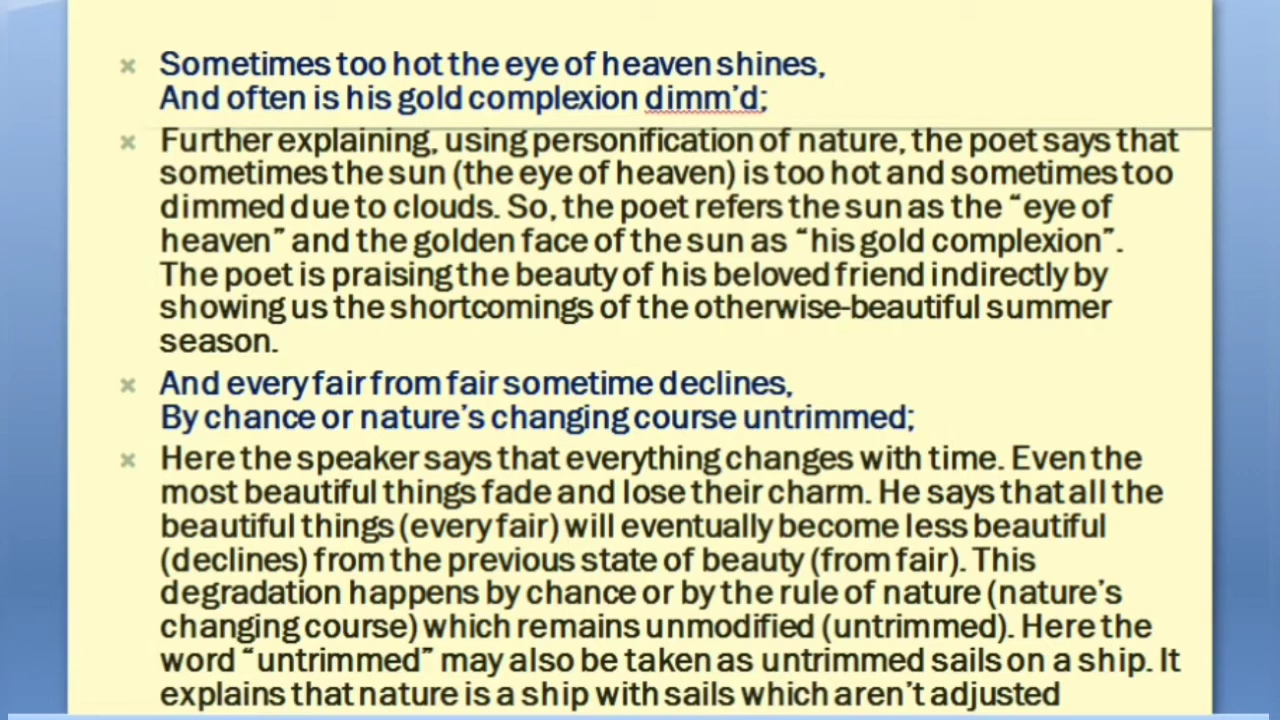 Sometimes too hot the eye of heaven shines,
And often is his gold complexion dimm’d;
Further explaining, using personification of nature, the poet says that
sometimes the sun (the eye of heaven) is too hot and sometimes too
dimmed due to clouds. So, the poet refers the sun as the “eye of
heaven” and the golden face of the sun as “his gold complexion”.
The poet is praising the beauty of his beloved friend indirectly by
showing us the shortcomings of the otherwise-beautiful summer
season.
And every fair from fair sometime declines,
By chance or nature’s changing course untrimmed;
Here the speaker says that everything changes with time. Even the
most beautiful things fade and lose their charm. He says that all the
beautiful things (every fair) will eventually become less beautiful
(declines) from the previous state of beauty (from fair). This
degradation happens by chance or by the rule of nature (nature’s
changing course) which remains unmodified (untrimmed). Here the
word “untrimmed” may also be taken as untrimmed sails on a ship. It
explains that nature is a ship with sails which aren’t adjusted